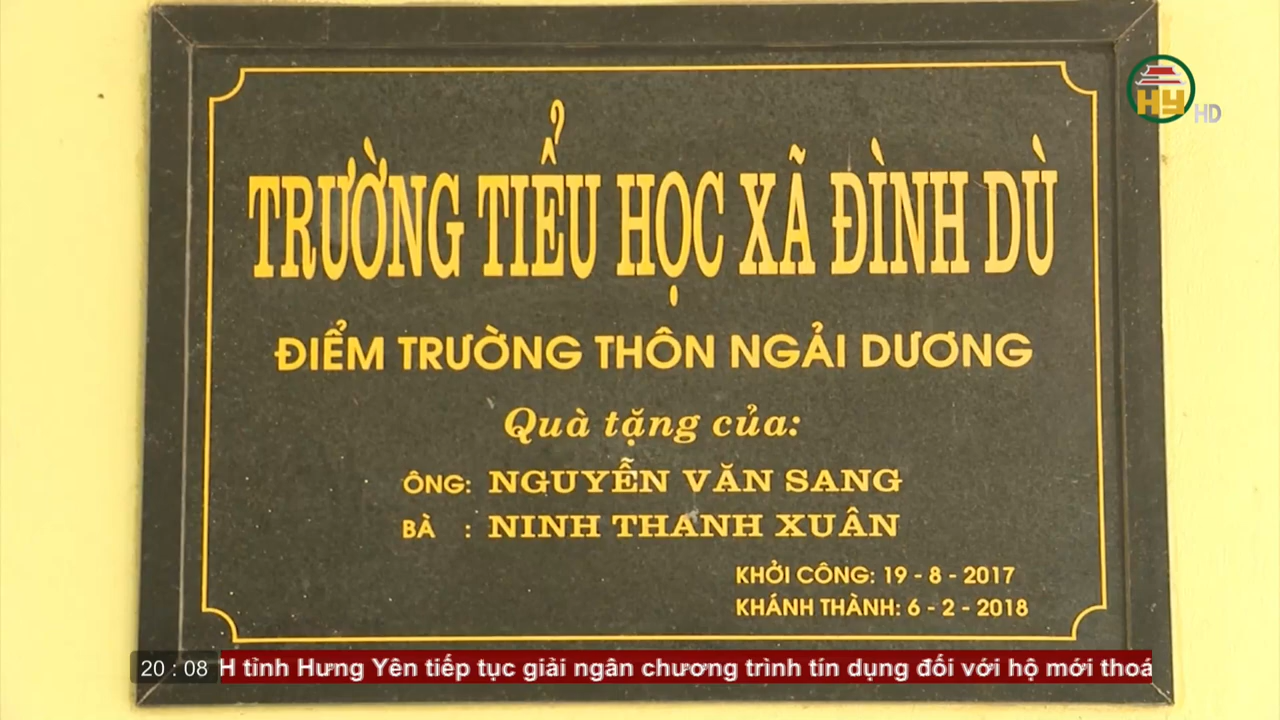 HY HD
TRƯỜNG TIỂU HỌC XÃ ĐÌNH DÙ
ĐIỂM TRƯỜNG THÔN NGẢI DƯƠNG
Quà tặng của:
ÔNG: NGUYỄN VĂN SANG
BÀ : NINH THANH XUÂN
KHỞI CÔNG: 19 - 8 - 2017
KHÁNH THÀNH: 6 - 2 - 2018
20 : 08 H tỉnh Hưng Yên tiếp tục giải ngân chương trình tín dụng đối với hộ mới thoá